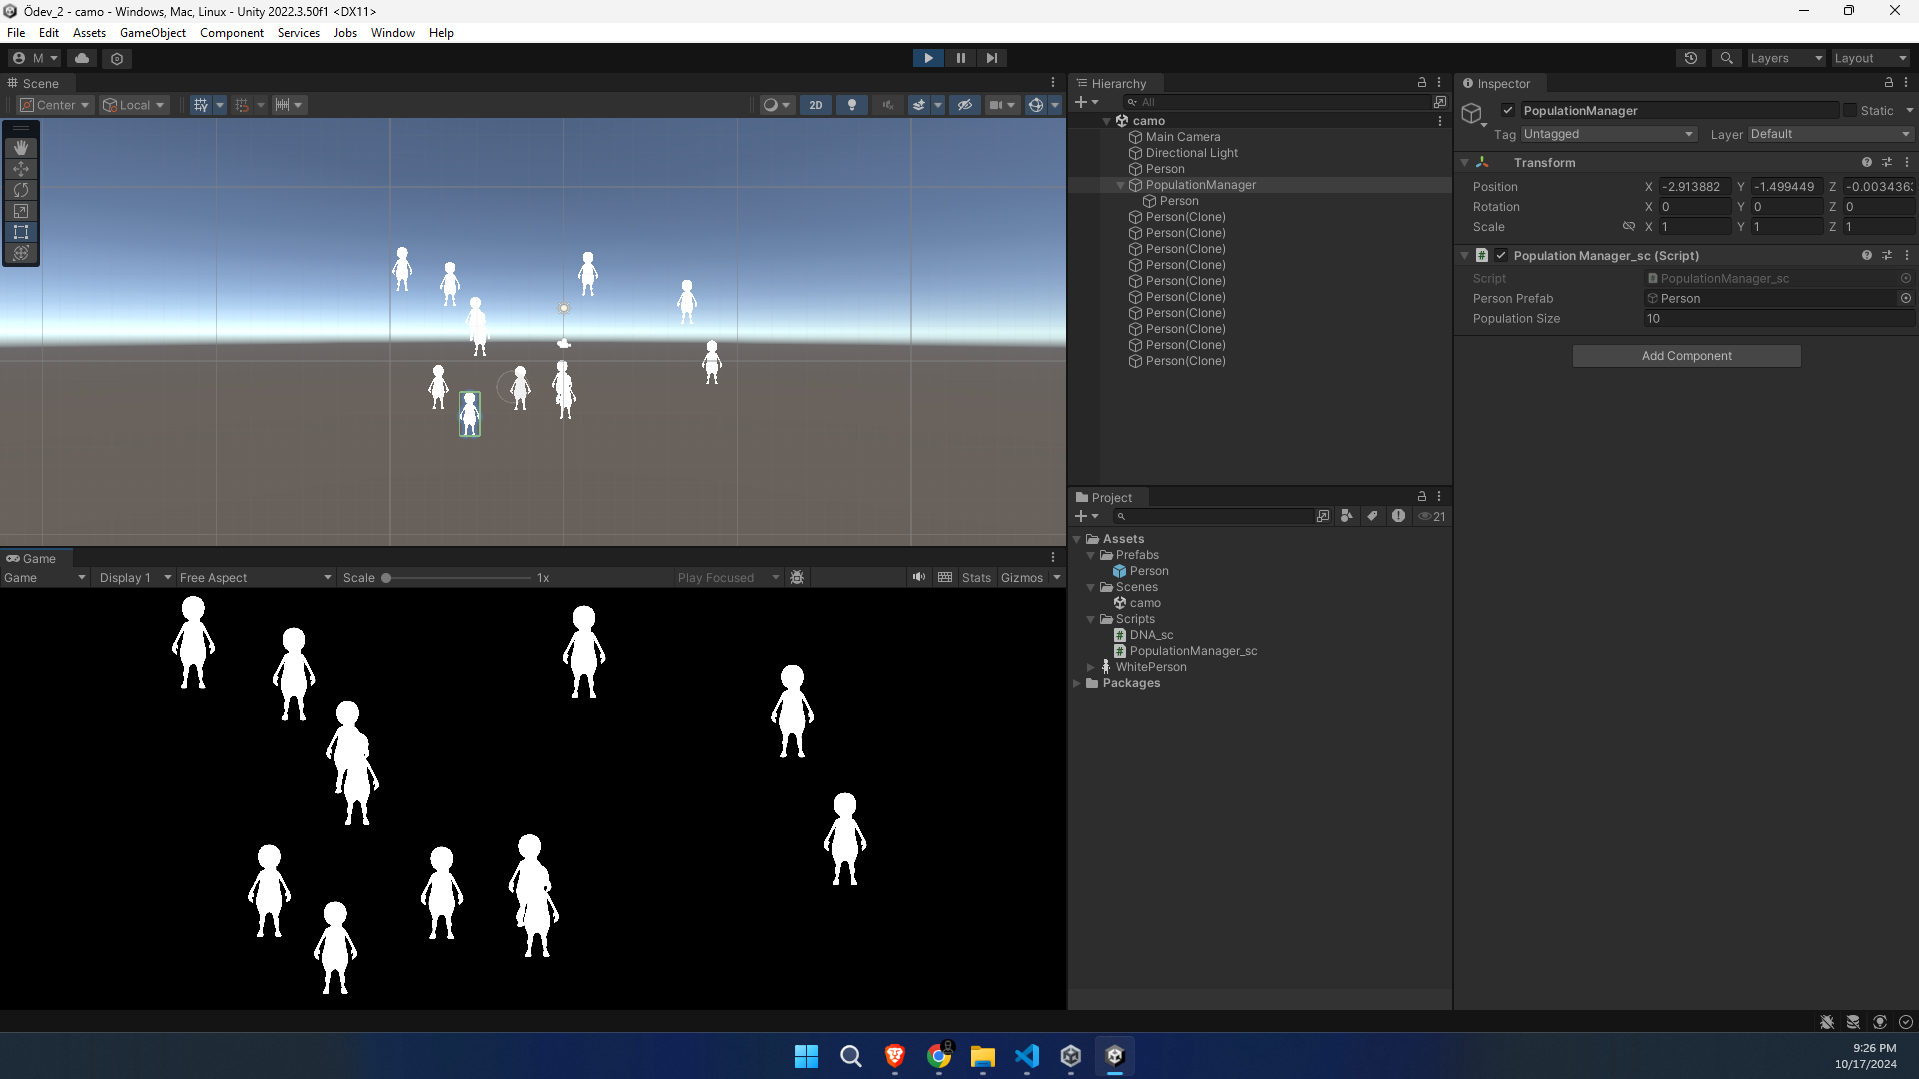 Ödev_2 - camo - Windows, Mac, Linux - Unity 2022.3.50f1 <DX11>
File Edit Assets GameObject Component Services Jobs Window Help
M
Layers
Layout
Scene
Center
Local
2D
Game
Game
Display 1
Free Aspect
Scale
1x
Play Focused
Stats
Gizmos
Hierarchy
All
camo
Main Camera
Directional Light
Person
PopulationManager
Person
Person(Clone)
Person(Clone)
Person(Clone)
Person(Clone)
Person(Clone)
Person(Clone)
Person(Clone)
Person(Clone)
Person(Clone)
Person(Clone)
Project
21
Assets
Prefabs
Person
Scenes
camo
Scripts
DNA_sc
PopulationManager_sc
WhitePerson
Packages
Inspector
PopulationManager
Static
Tag Untagged
Layer Default
Transform
Position X -2.913882 Y -1.499449 Z -0.003436
Rotation X 0 Y 0 Z 0
Scale X 1 Y 1 Z 1
Population Manager_sc (Script)
Script PopulationManager_sc
Person Prefab Person
Population Size 10
Add Component
9:26 PM
10/17/2024